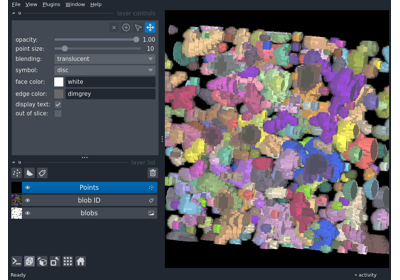 File View Plugins Window Help
layer controls
opacity: 1.00
point size: 10
blending: translucent
symbol: disc
face color: white
edge color: dimgrey
display text:
out of slice:
layer list
Points
blob ID
blobs
Ready
activity